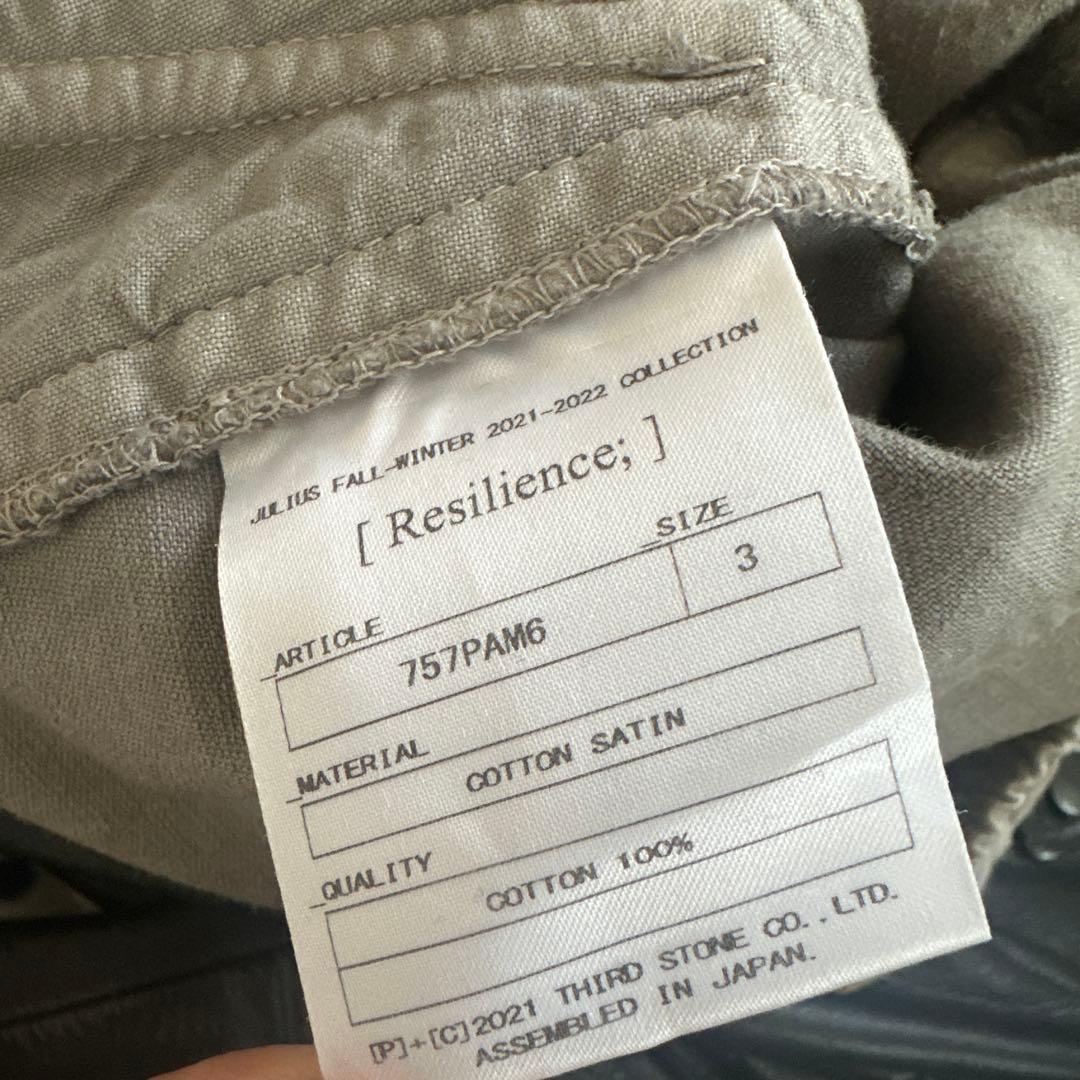 JULIUS FALL-WINTER 2021-2022 COLLECTION
[ Resilience; ]
SIZE
3
ARTICLE
757PAM6
MATERIAL
COTTON SATIN
QUALITY
COTTON 100%
[P]+[C]2021 THIRD STONE CO.,LTD.
ASSEMBLED IN JAPAN.